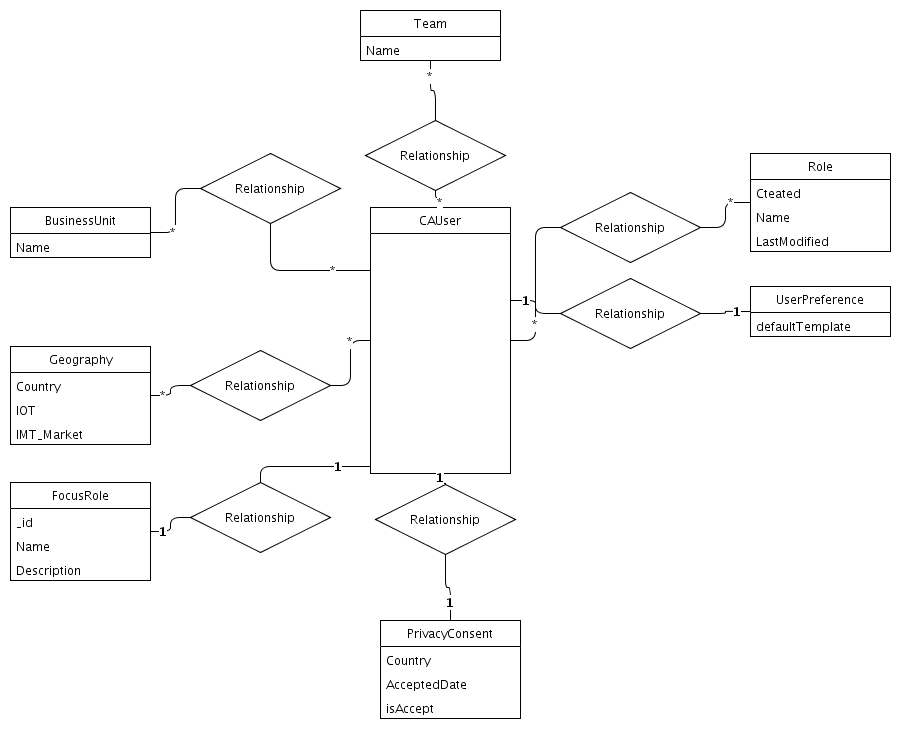 Team
Name
*
Relationship
*
Relationship
BusinessUnit
Name
*
*
CAUser
Relationship
*
*
Role
Cteated
Name
LastModified
1
Relationship
1
UserPreference
defaultTemplate
Geography
Country
IOT
IMT_Market
*
Relationship
*
FocusRole
_id
Name
Description
1
Relationship
1
1
Relationship
1
PrivacyConsent
Country
AcceptedDate
isAccept